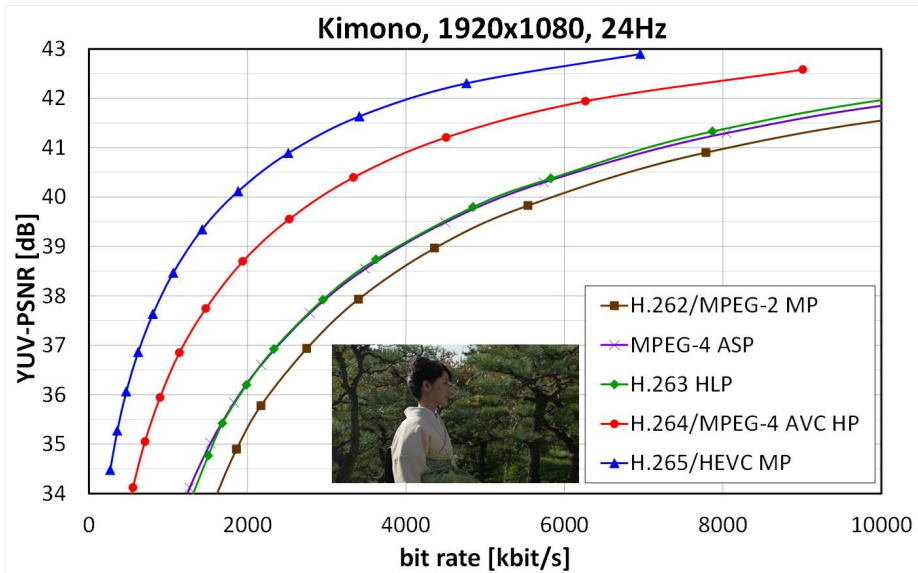 Kimono, 1920x1080, 24Hz
YUV-PSNR [dB]
43
42
41
40
39
38
37
36
35
34
H.262/MPEG-2 MP
MPEG-4 ASP
H.263 HLP
H.264/MPEG-4 AVC HP
H.265/HEVC MP
0 2000 4000 6000 8000 10000
bit rate [kbit/s]